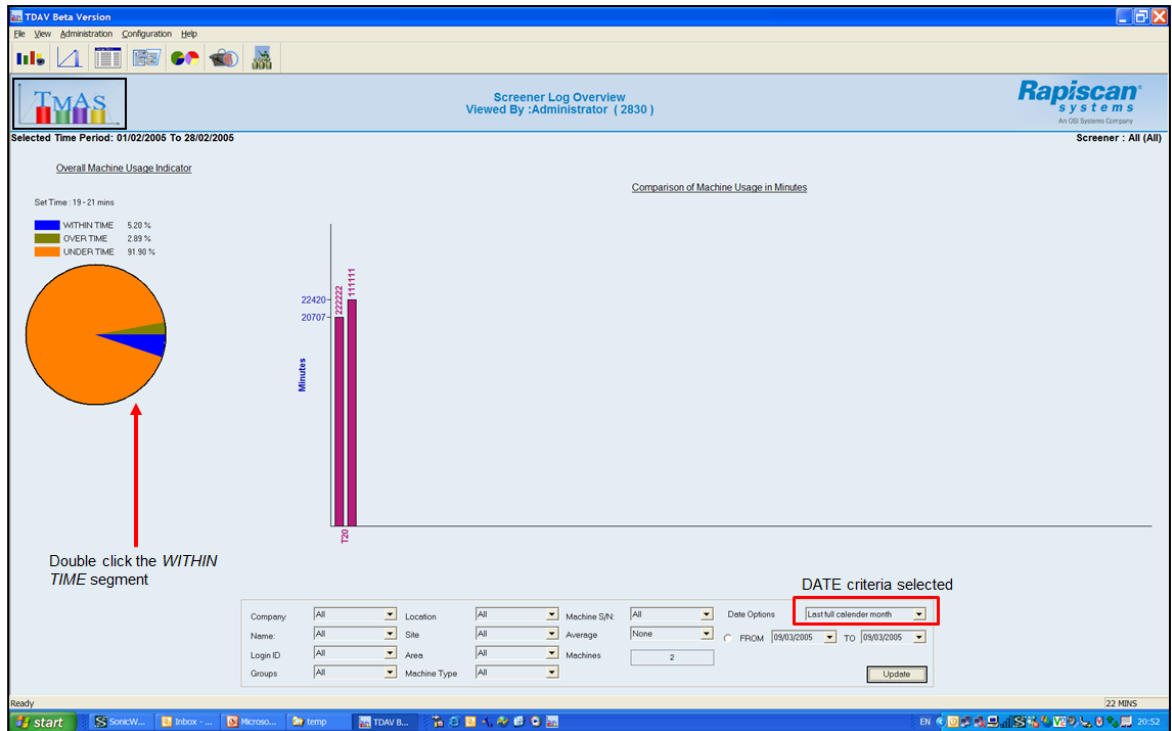 TDAV Beta Version
File View Administration Configuration Help
TMAS
Screener Log Overview
Viewed By :Administrator ( 2830 )
Rapiscan
systems
An OSI Systems Company
Selected Time Period: 01/02/2005 To 28/02/2005
Screener : All (All)
Overall Machine Usage Indicator
Comparison of Machine Usage in Minutes
Set Time : 19 - 21 mins
WITHIN TIME 5.20 %
OVER TIME 2.89 %
UNDER TIME 91.90 %
222222
111111
22420
20707
Minutes
T20
Double click the WITHIN
TIME segment
DATE criteria selected
Company All Location All Machine S/N: All Date Options Last full calender month
Name: All Site All Average None FROM 09/03/2005 TO 09/03/2005
Login ID All Area All Machines 2
Groups All Machine Type All Update
Ready
22 MINS
start SonicW... Inbox - ... Microso... temp TDAV B... EN 20:52